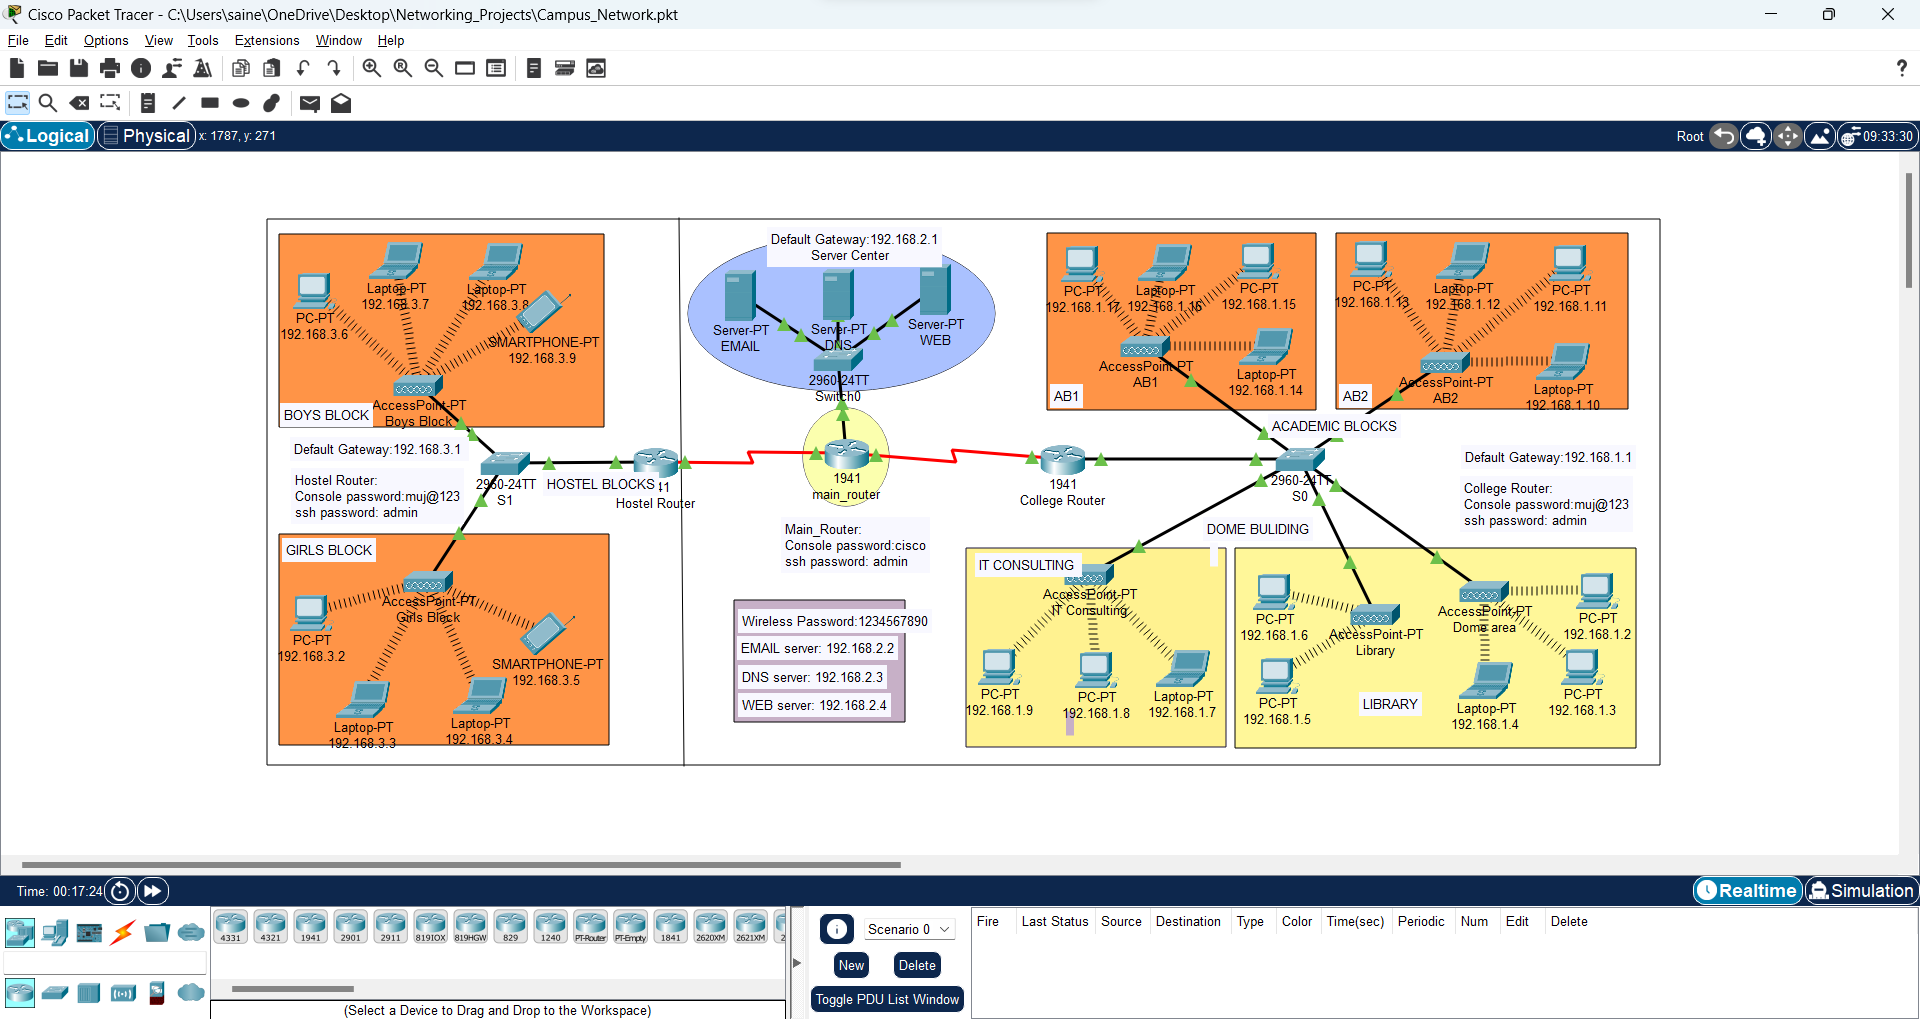 Cisco Packet Tracer - C:\Users\saine\OneDrive\Desktop\Networking_Projects\Campus_Network.pkt
File Edit Options View Tools Extensions Window Help
?
Logical Physical x: 1787, y: 271
Root 09:33:30
Laptop-PT
192.168.3.7
Laptop-PT
192.168.3.8
PC-PT
192.168.3.6
SMARTPHONE-PT
192.168.3.9
AccessPoint-PT
Boys Block
BOYS BLOCK
Default Gateway:192.168.3.1
Hostel Router:
Console password:muj@123
ssh password: admin
2960-24TT
S1
HOSTEL BLOCKS
Hostel Router
GIRLS BLOCK
AccessPoint-PT
Girls Block
PC-PT
192.168.3.2
SMARTPHONE-PT
192.168.3.5
Laptop-PT
192.168.3.3
Laptop-PT
192.168.3.4
Default Gateway:192.168.2.1
Server Center
Server-PT
EMAIL
Server-PT
DNS
Server-PT
WEB
2960-24TT
Switch0
1941
main_router
Main_Router:
Console password:cisco
ssh password: admin
Wireless Password:1234567890
EMAIL server: 192.168.2.2
DNS server: 192.168.2.3
WEB server: 192.168.2.4
1941
College Router
PC-PT
192.168.1.17
Laptop-PT
192.168.1.16
PC-PT
192.168.1.15
AccessPoint-PT
AB1
Laptop-PT
192.168.1.14
AB1
PC-PT
192.168.1.13
Laptop-PT
192.168.1.12
PC-PT
192.168.1.11
AccessPoint-PT
AB2
Laptop-PT
192.168.1.10
AB2
ACADEMIC BLOCKS
2960-24TT
S0
Default Gateway:192.168.1.1
College Router:
Console password:muj@123
ssh password: admin
DOME BULIDING
IT CONSULTING
AccessPoint-PT
IT Consulting
PC-PT
192.168.1.9
PC-PT
192.168.1.8
Laptop-PT
192.168.1.7
PC-PT
192.168.1.6
AccessPoint-PT
Library
PC-PT
192.168.1.5
LIBRARY
AccessPoint-PT
Dome area
PC-PT
192.168.1.2
Laptop-PT
192.168.1.4
PC-PT
192.168.1.3
Time: 00:17:24
Realtime Simulation
4331 4321 1941 2901 2911 819IOX 819HGW 829 1240 PT-Router PT-Empty 1841 2620XM 2621XM
(Select a Device to Drag and Drop to the Workspace)
Scenario 0
New Delete
Toggle PDU List Window
Fire Last Status Source Destination Type Color Time(sec) Periodic Num Edit Delete